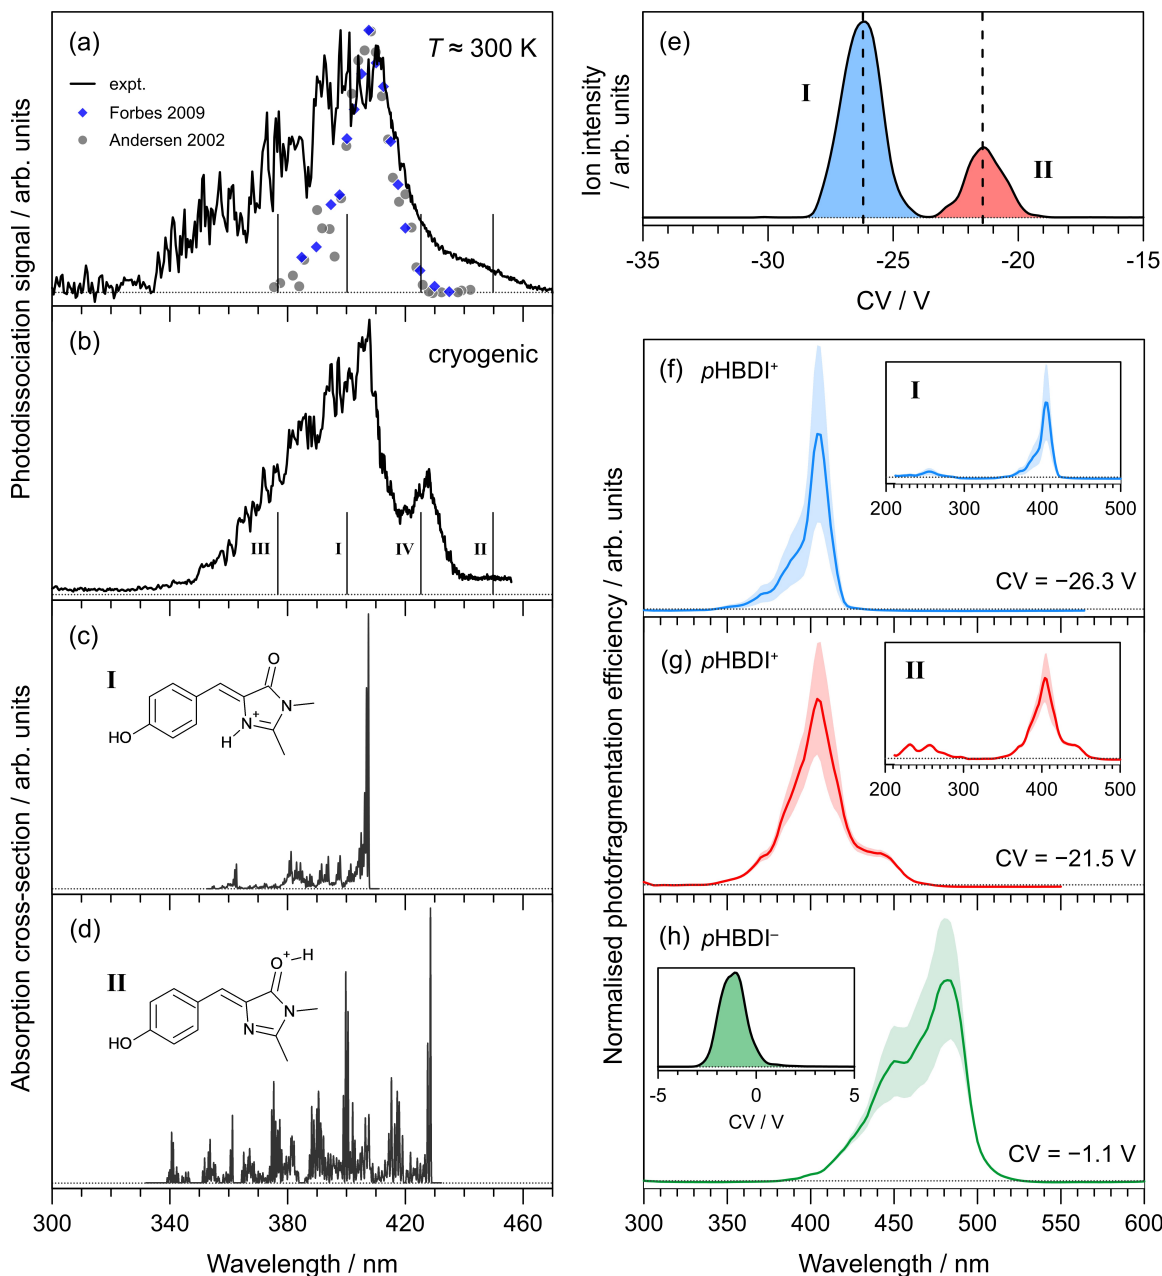 Photodissociation signal / arb. units
(a)
T ≈ 300 K
expt.
Forbes 2009
Andersen 2002
(b)
cryogenic
III
I
IV
II
Absorption cross-section / arb. units
(c)
I
O
N
N
+
H
HO
(d)
II
O
+
H
N
N
HO
300
340
380
420
460
Wavelength / nm
Ion intensity
/ arb. units
(e)
I
II
-35
-30
-25
-20
-15
CV / V
Normalised photofragmentation efficiency / arb. units
(f) pHBDI⁺
I
200
300
400
500
CV = −26.3 V
(g) pHBDI⁺
II
200
300
400
500
CV = −21.5 V
(h) pHBDI⁻
-5
0
5
CV / V
CV = −1.1 V
300
350
400
450
500
550
600
Wavelength / nm